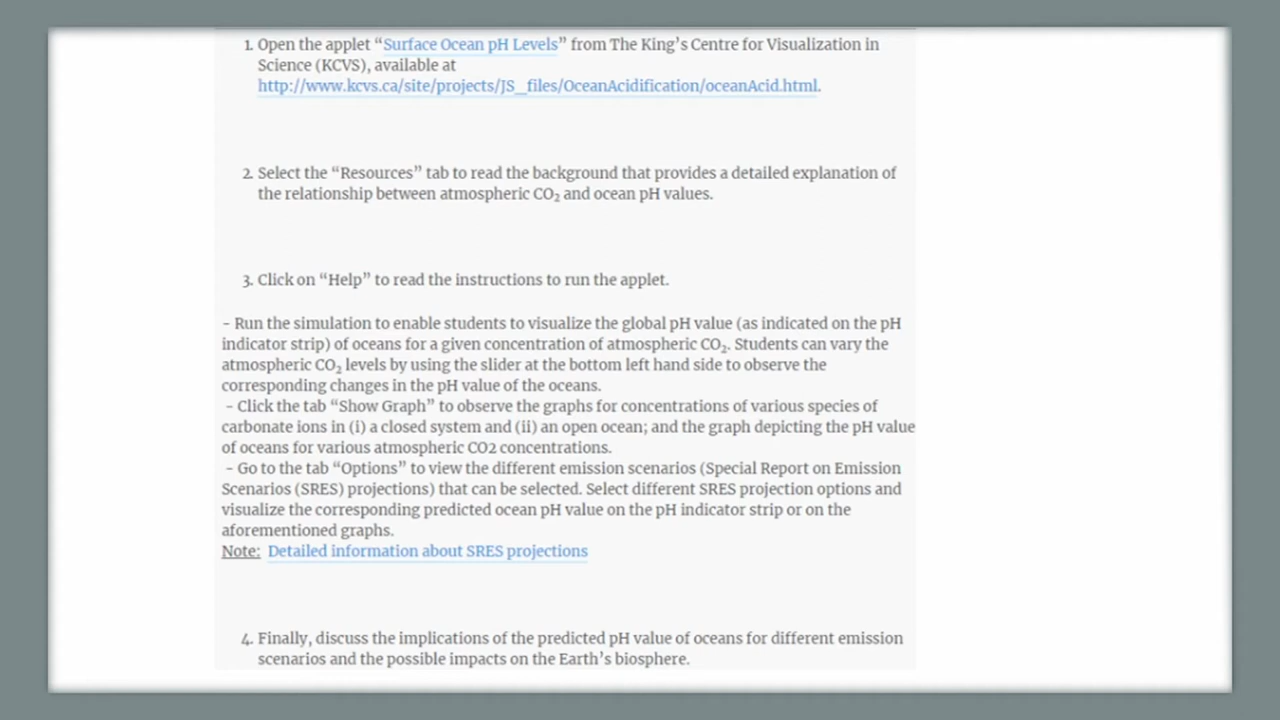 1. Open the applet “Surface Ocean pH Levels” from The King’s Centre for Visualization in
Science (KCVS), available at
http://www.kcvs.ca/site/projects/JS_files/OceanAcidification/oceanAcid.html.
2. Select the “Resources” tab to read the background that provides a detailed explanation of
the relationship between atmospheric CO₂ and ocean pH values.
3. Click on “Help” to read the instructions to run the applet.
- Run the simulation to enable students to visualize the global pH value (as indicated on the pH
indicator strip) of oceans for a given concentration of atmospheric CO₂. Students can vary the
atmospheric CO₂ levels by using the slider at the bottom left hand side to observe the
corresponding changes in the pH value of the oceans.
- Click the tab “Show Graph” to observe the graphs for concentrations of various species of
carbonate ions in (i) a closed system and (ii) an open ocean; and the graph depicting the pH value
of oceans for various atmospheric CO2 concentrations.
- Go to the tab “Options” to view the different emission scenarios (Special Report on Emission
Scenarios (SRES) projections) that can be selected. Select different SRES projection options and
visualize the corresponding predicted ocean pH value on the pH indicator strip or on the
aforementioned graphs.
Note: Detailed information about SRES projections
4. Finally, discuss the implications of the predicted pH value of oceans for different emission
scenarios and the possible impacts on the Earth’s biosphere.